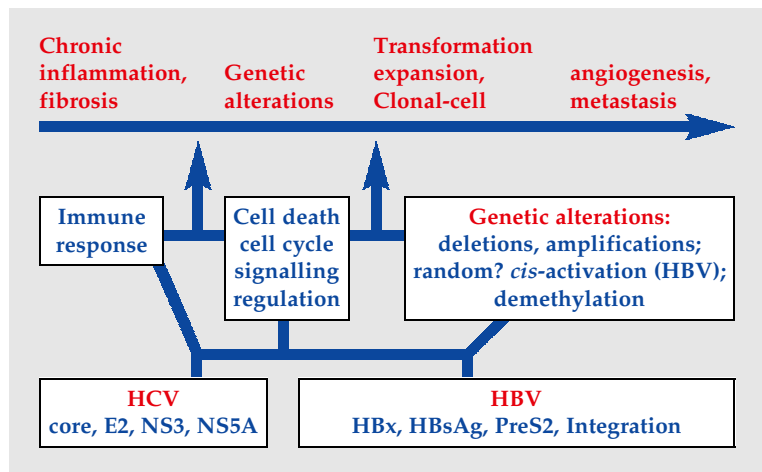 Chronic
inflammation,
fibrosis
Genetic
alterations
Transformation
expansion,
Clonal-cell
angiogenesis,
metastasis
Immune
response
Cell death
cell cycle
signalling
regulation
Genetic alterations:
deletions, amplifications;
random? cis-activation (HBV);
demethylation
HCV
core, E2, NS3, NS5A
HBV
HBx, HBsAg, PreS2, Integration